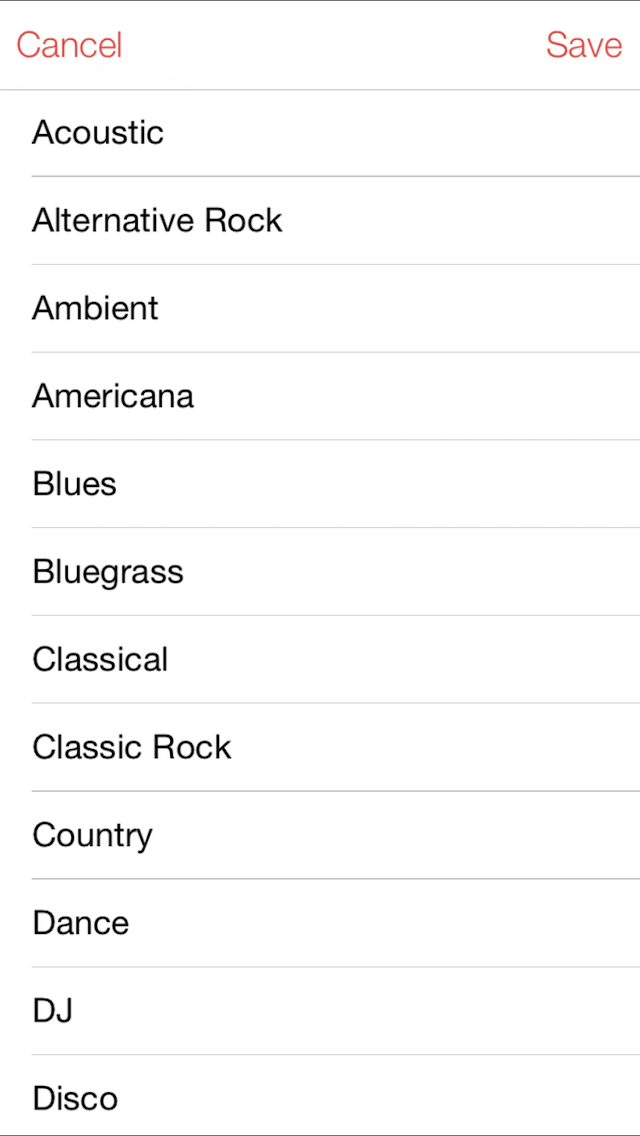 Cancel Save
Acoustic
Alternative Rock
Ambient
Americana
Blues
Bluegrass
Classical
Classic Rock
Country
Dance
DJ
Disco